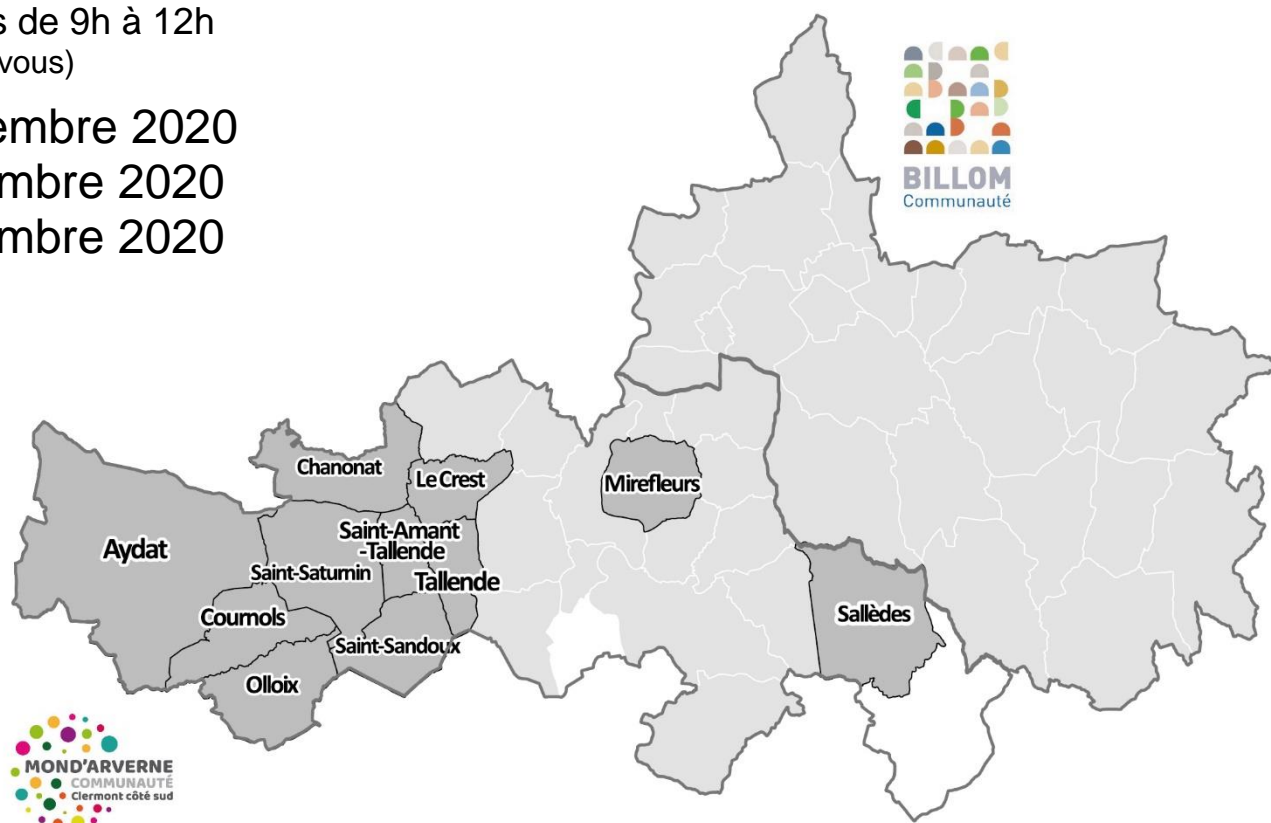 s de 9h à 12h
vous)
embre 2020
mbre 2020
mbre 2020
BILLOM
Communauté
Chanonat
Le Crest
Mirefleurs
Aydat
Saint-Amant
-Tallende
Saint-Saturnin
Tallende
Cournols
Sallèdes
Saint-Sandoux
Olloix
MOND'ARVERNE
COMMUNAUTÉ
Clermont côté sud